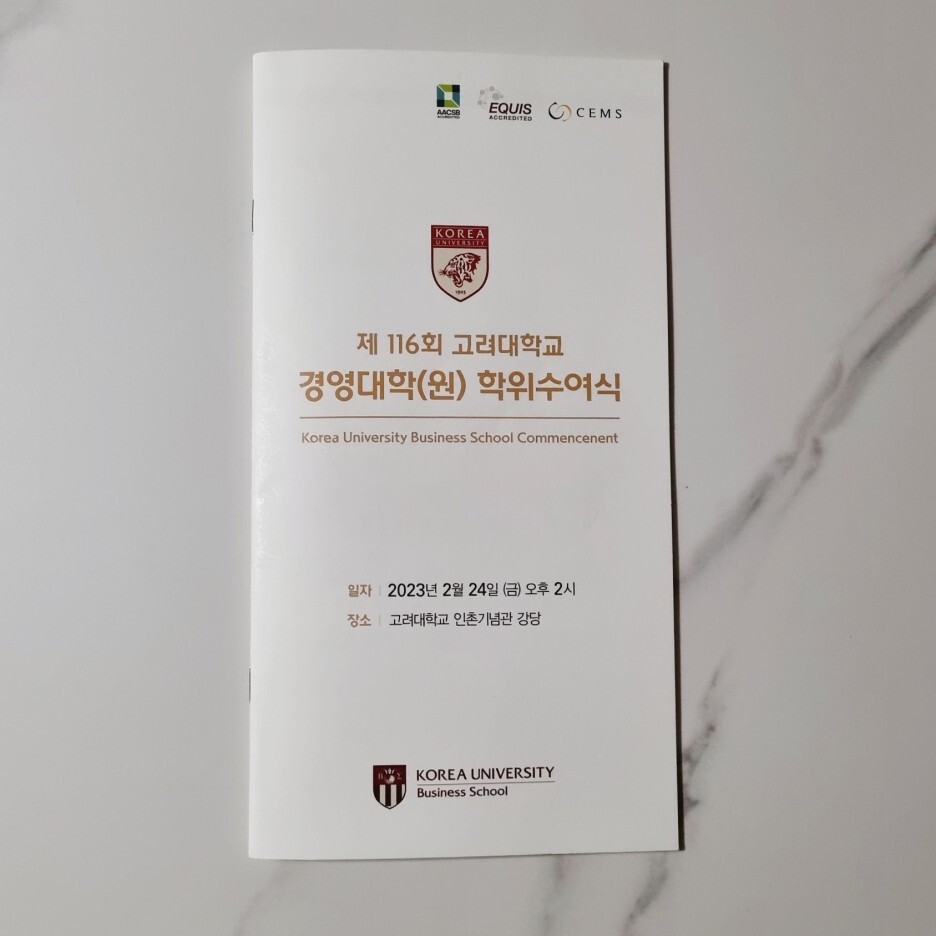 AACSB
ACCREDITED
EQUIS
ACCREDITED
CEMS
KOREA
UNIVERSITY
1905
제 116회 고려대학교
경영대학(원) 학위수여식
Korea University Business School Commencenent
일자 | 2023년 2월 24일 (금) 오후 2시
장소 | 고려대학교 인촌기념관 강당
KOREA UNIVERSITY
Business School